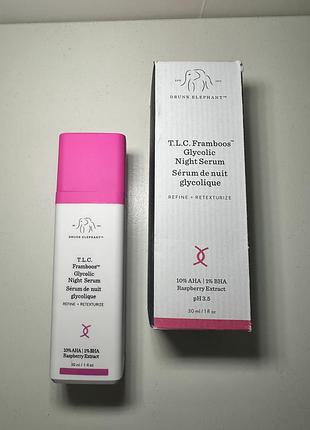 DRUNK ELEPHANT™
T.L.C.
Framboos™
Glycolic
Night Serum
Sérum de nuit
glycolique
REFINE + RETEXTURIZE
10% AHA | 2% BHA
Raspberry Extract
30 ml / 1 fl oz
DRUNK ELEPHANT™
T.L.C. Framboos™
Glycolic
Night Serum
Sérum de nuit
glycolique
REFINE + RETEXTURIZE
10% AHA | 1% BHA
Raspberry Extract
pH 3.5
30 ml / 1 fl oz